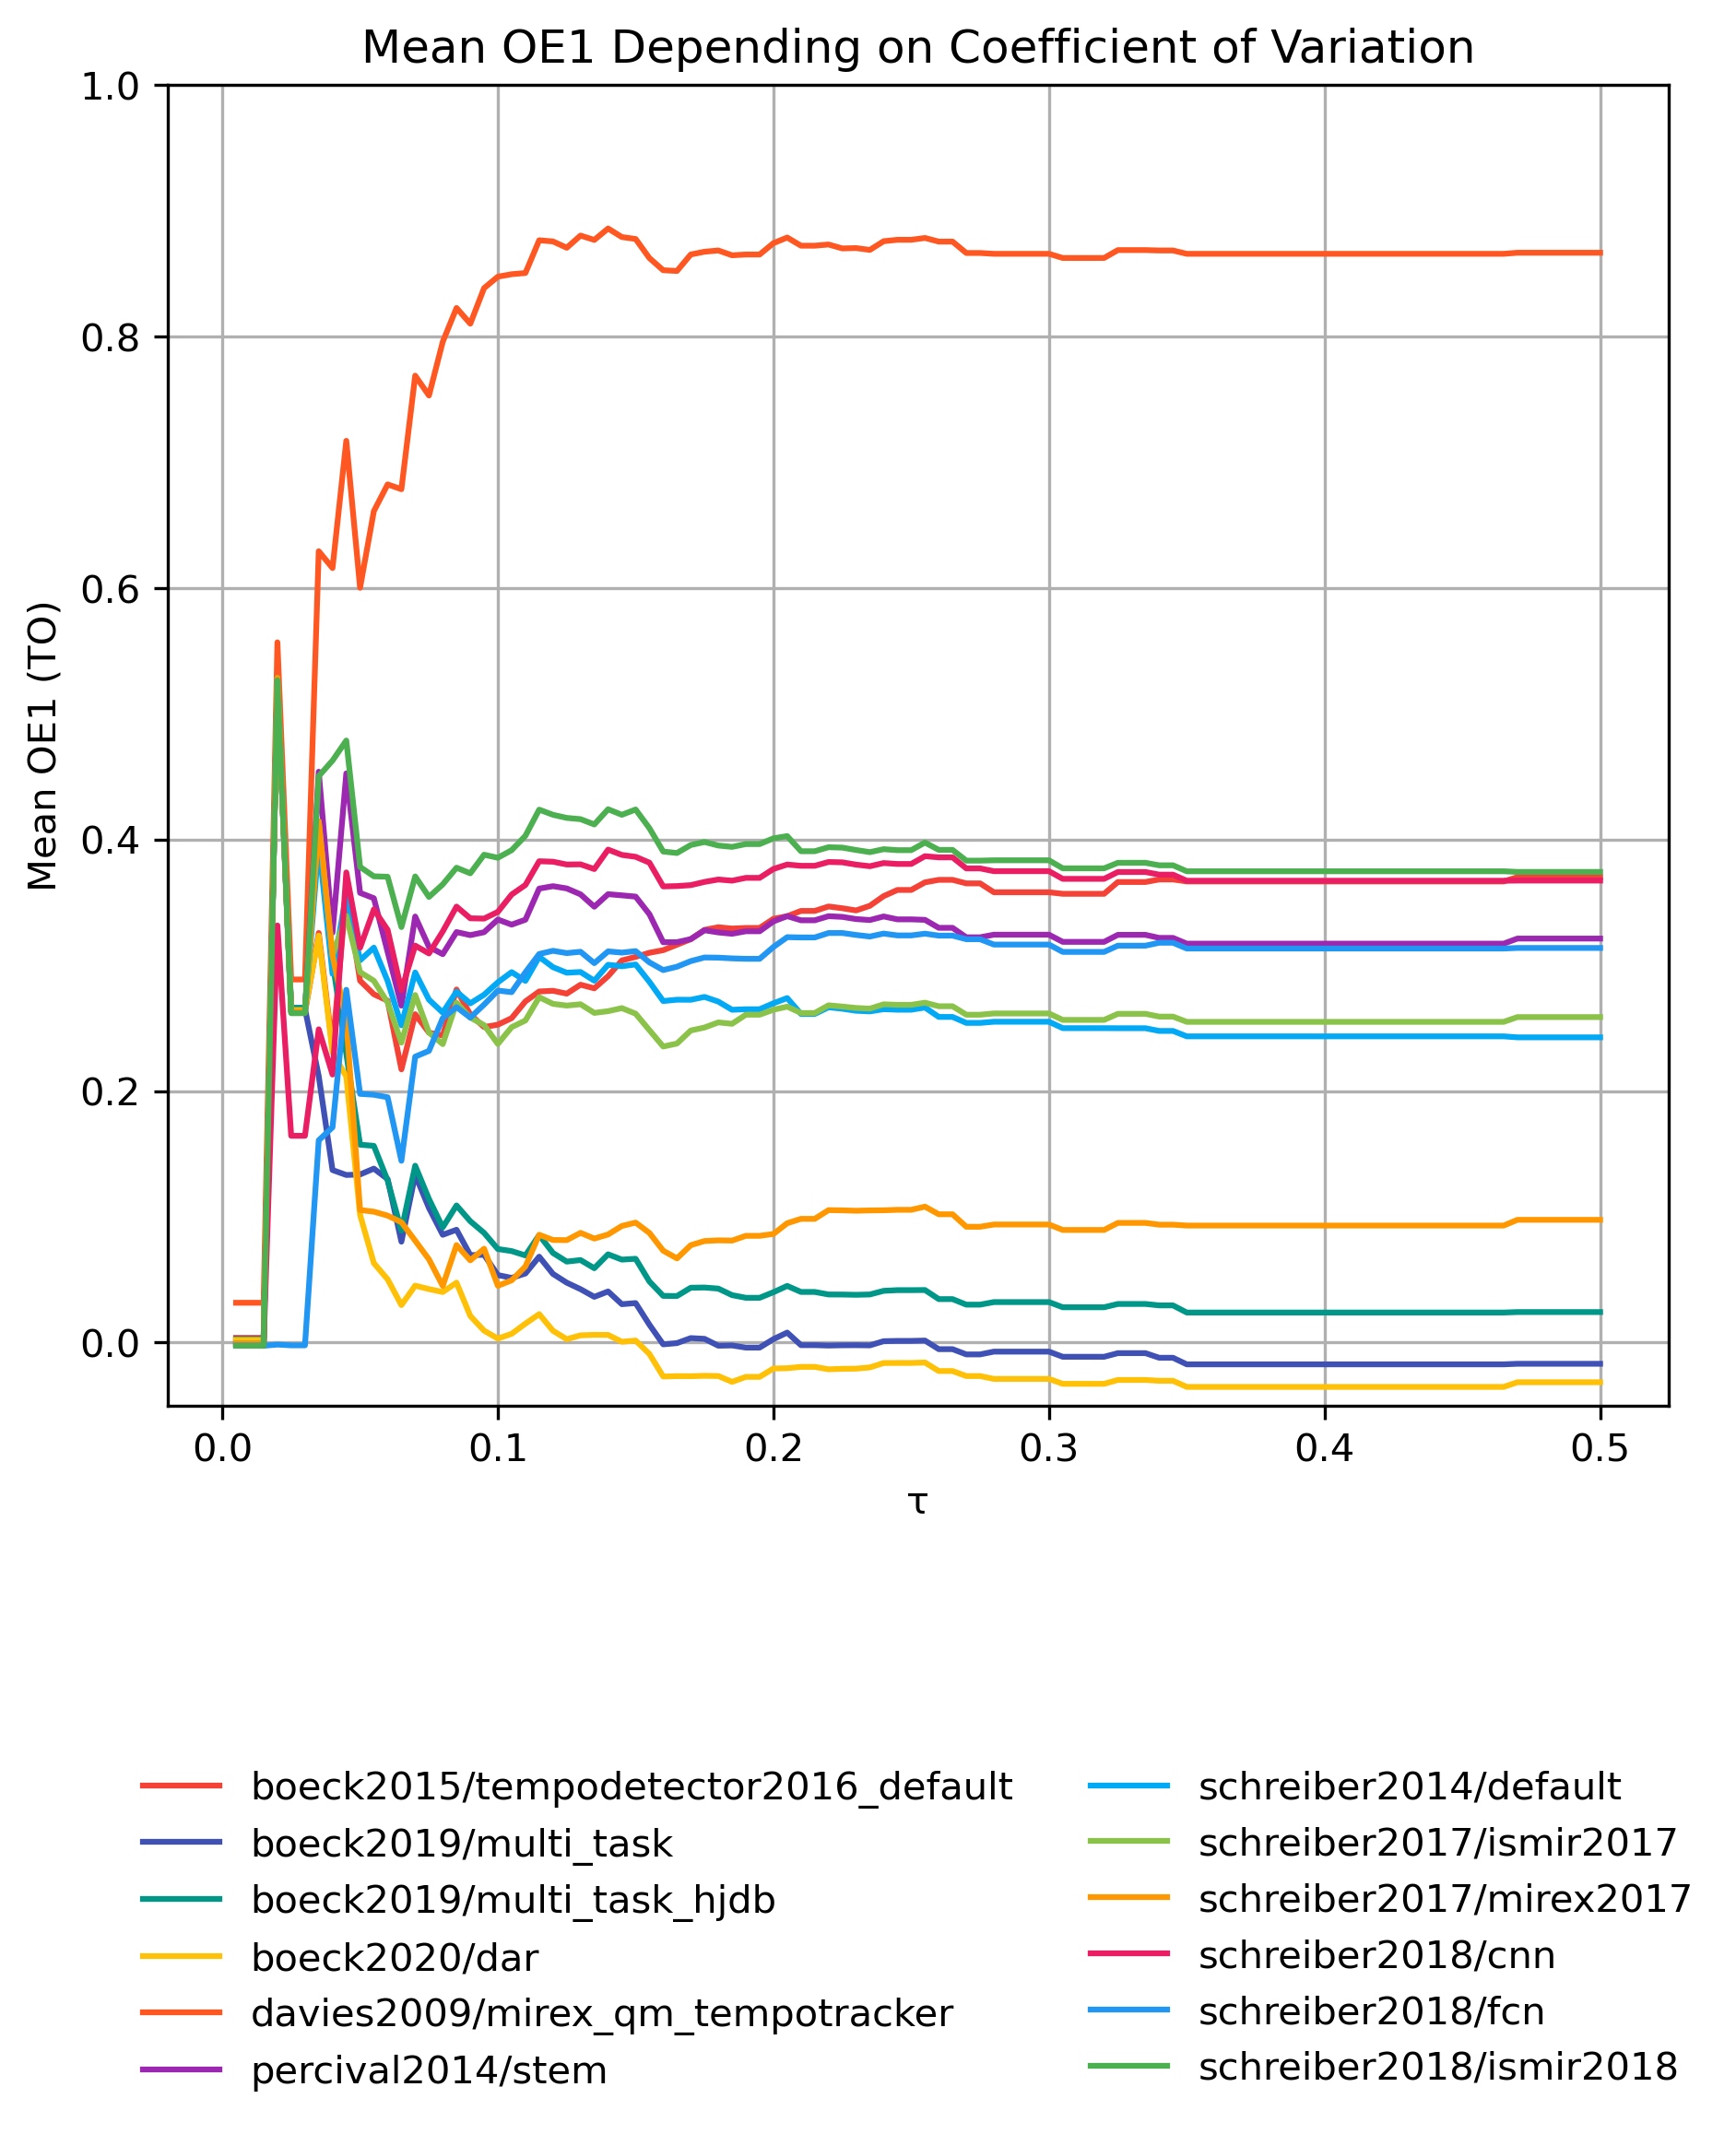 Mean OE1 Depending on Coefficient of Variation
1.0
0.8
0.6
0.4
0.2
0.0
Mean OE1 (TO)
0.0 0.1 0.2 0.3 0.4 0.5
τ
boeck2015/tempodetector2016_default
boeck2019/multi_task
boeck2019/multi_task_hjdb
boeck2020/dar
davies2009/mirex_qm_tempotracker
percival2014/stem
schreiber2014/default
schreiber2017/ismir2017
schreiber2017/mirex2017
schreiber2018/cnn
schreiber2018/fcn
schreiber2018/ismir2018